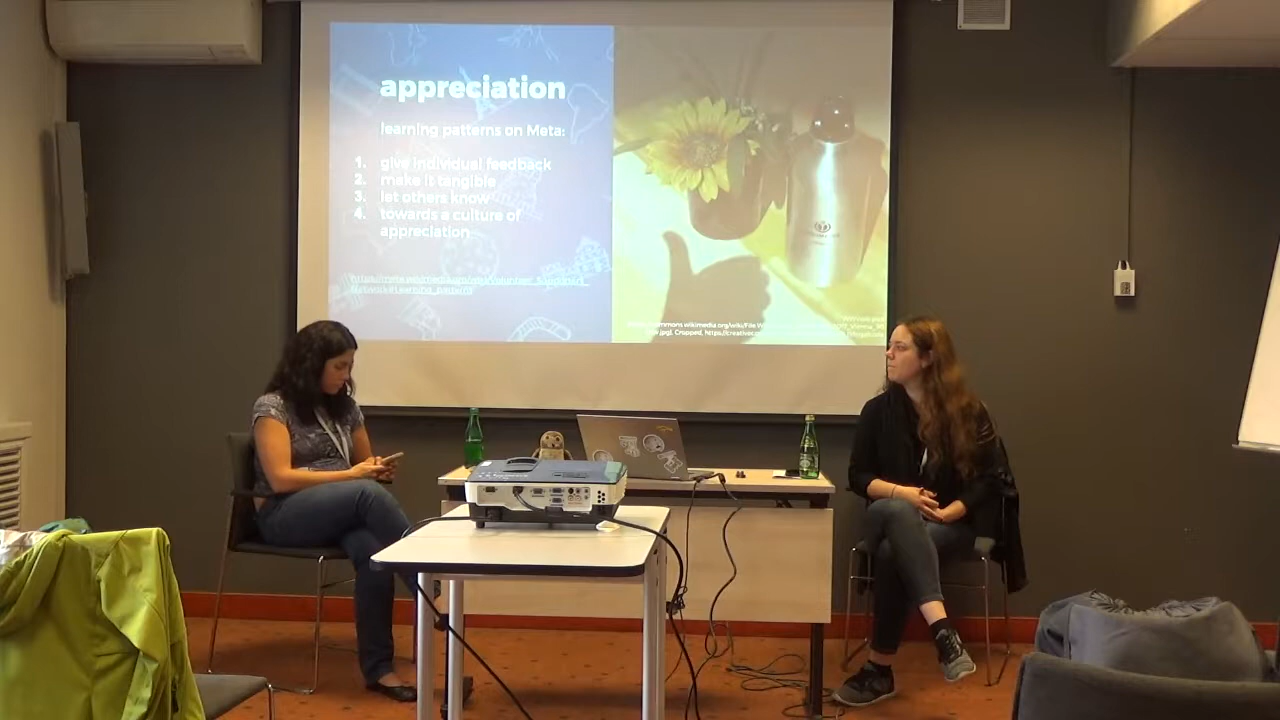 appreciation
learning patterns on Meta:
1. give individual feedback
2. make it tangible
3. let others know
4. towards a culture of
appreciation